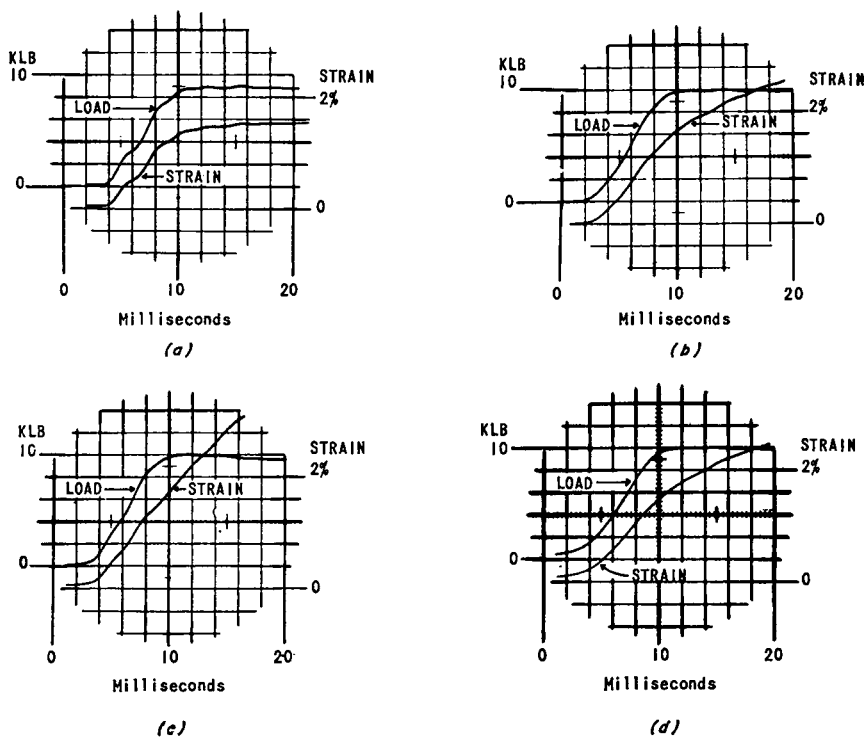 KLB
10
STRAIN
2%
LOAD
STRAIN
0
0
0
10
20
Milliseconds
(a)
KLB
10
STRAIN
2%
LOAD
STRAIN
0
0
0
10
20
Milliseconds
(b)
KLB
10
STRAIN
2%
LOAD
STRAIN
0
0
0
10
20
Milliseconds
(c)
KLB
10
STRAIN
2%
LOAD
0
STRAIN
0
0
10
20
Milliseconds
(d)